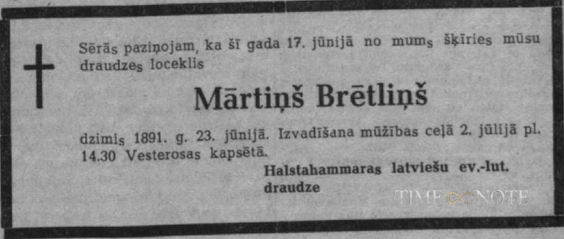 Sērās paziņojam, ka šī gada 17. jūnijā no mums šķīries mūsu
draudzes loceklis
Mārtiņš Brētliņš
dzimis 1891. g. 23. jūnijā. Izvadīšana mūžības ceļā 2. jūlijā pl.
14.30 Vesterosas kapsētā.
Halstahammaras latviešu ev.-lut.
draudze
TIME NOTE